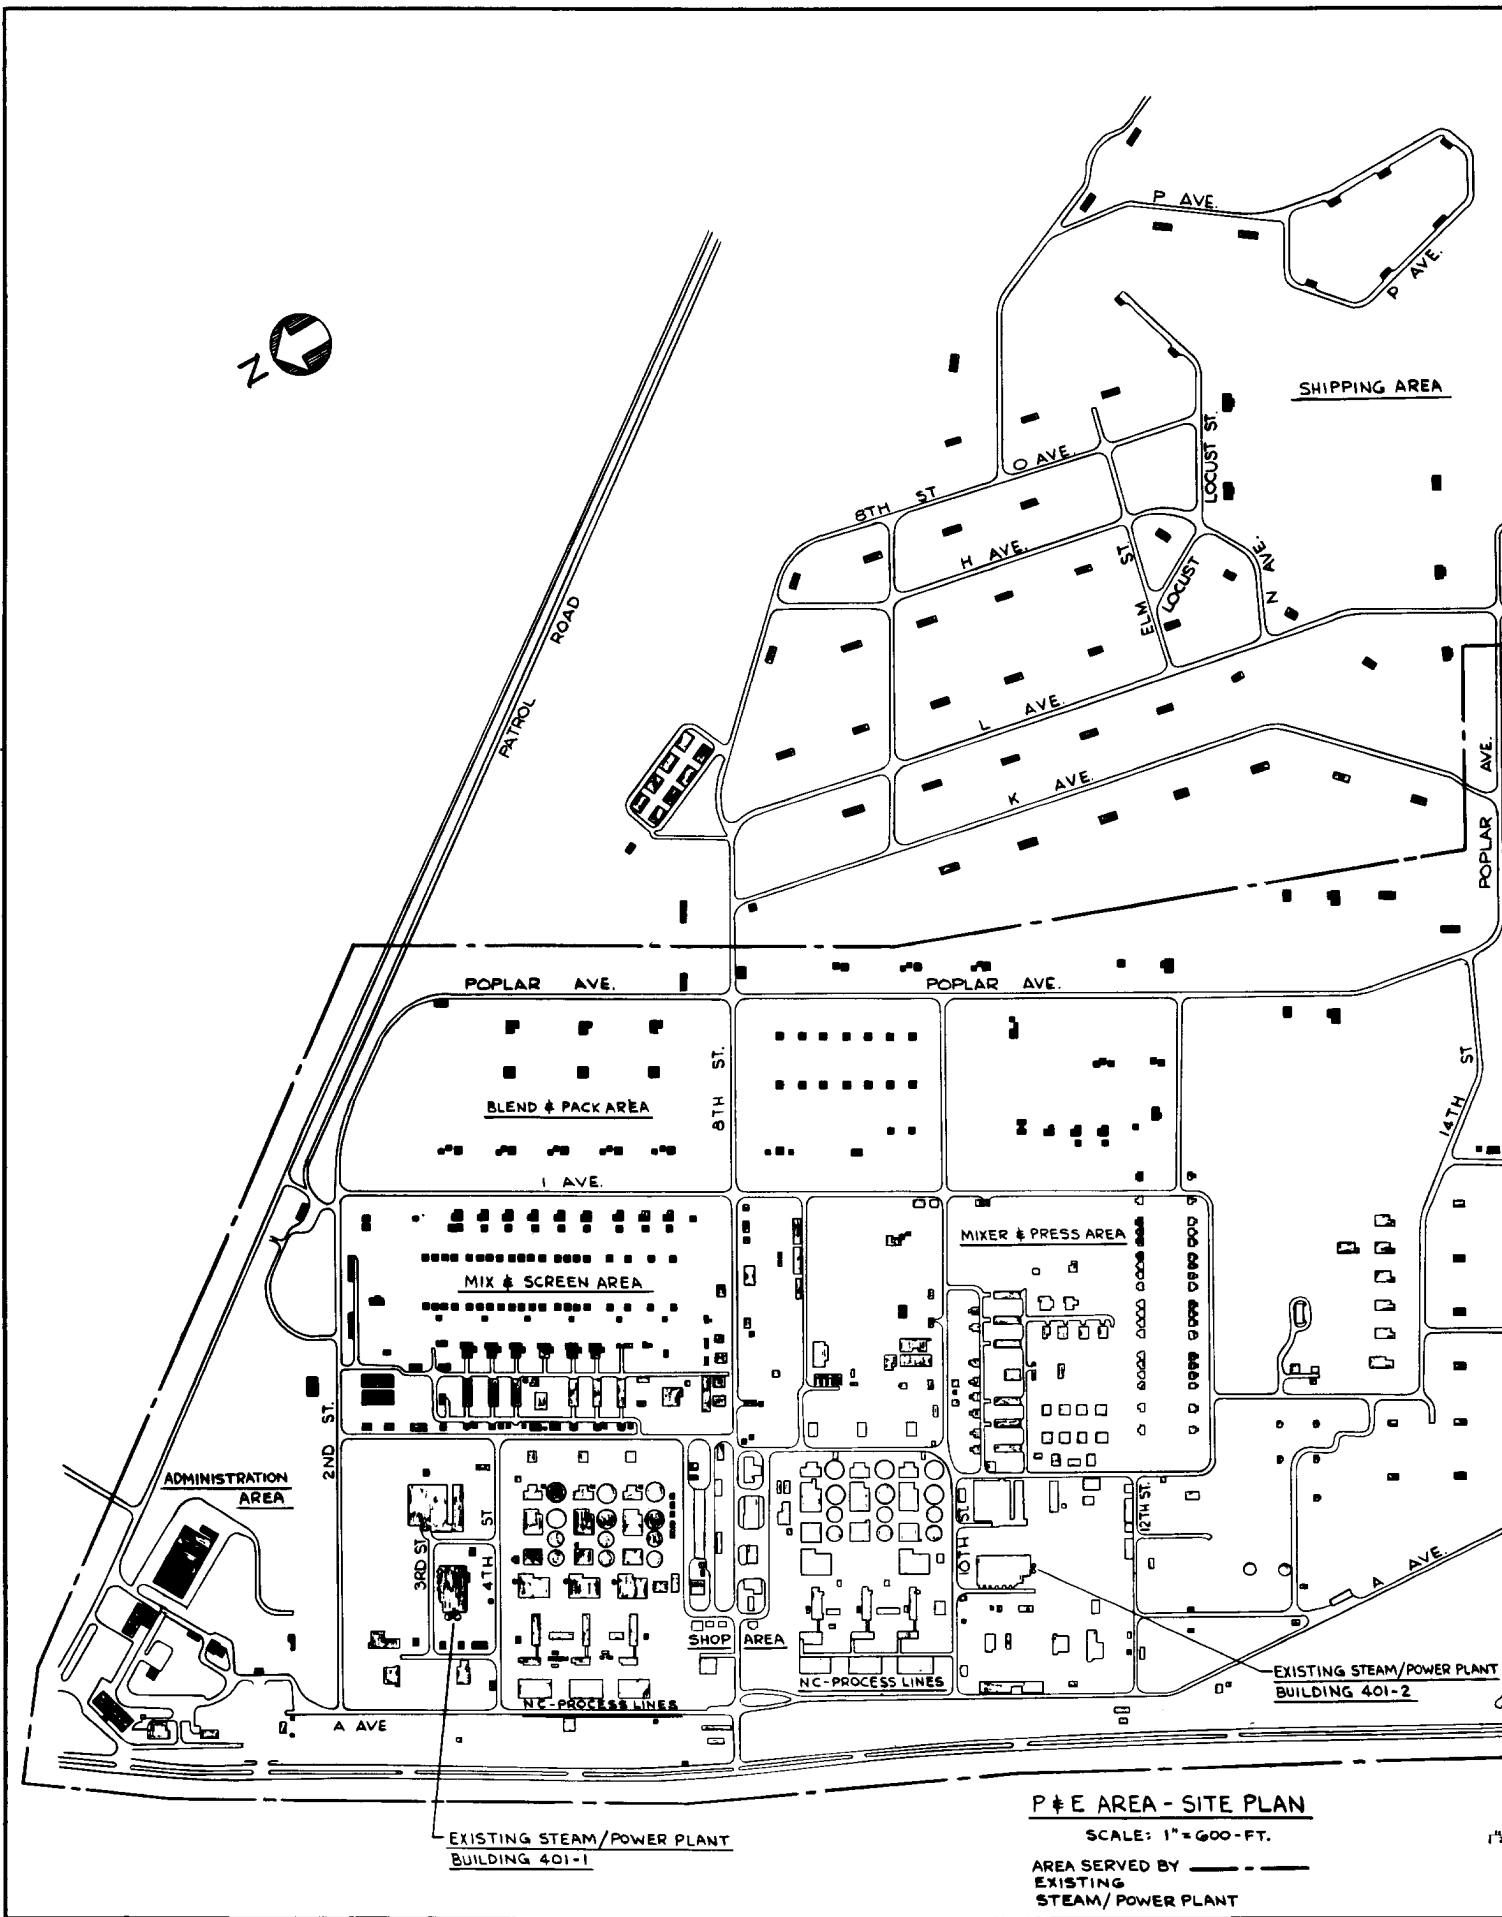 P AVE.
P AVE.
N
SHIPPING AREA
LOCUST ST.
O AVE.
8TH ST
H AVE.
ELM ST.
LOCUST
N AVE.
PATROL ROAD
L AVE.
K AVE.
POPLAR AVE.
POPLAR AVE.
POPLAR AVE.
8TH ST.
BLEND & PACK AREA
14TH ST
I AVE.
MIXER & PRESS AREA
MIX & SCREEN AREA
2ND ST.
ADMINISTRATION
AREA
3RD ST
4TH ST
10TH ST.
12TH ST.
A AVE.
SHOP AREA
NC-PROCESS LINES
NC-PROCESS LINES
EXISTING STEAM/POWER PLANT
BUILDING 401-2
A AVE
EXISTING STEAM/POWER PLANT
BUILDING 401-1
P & E AREA - SITE PLAN
SCALE: 1" = 600-FT.
1"
AREA SERVED BY
EXISTING
STEAM/POWER PLANT